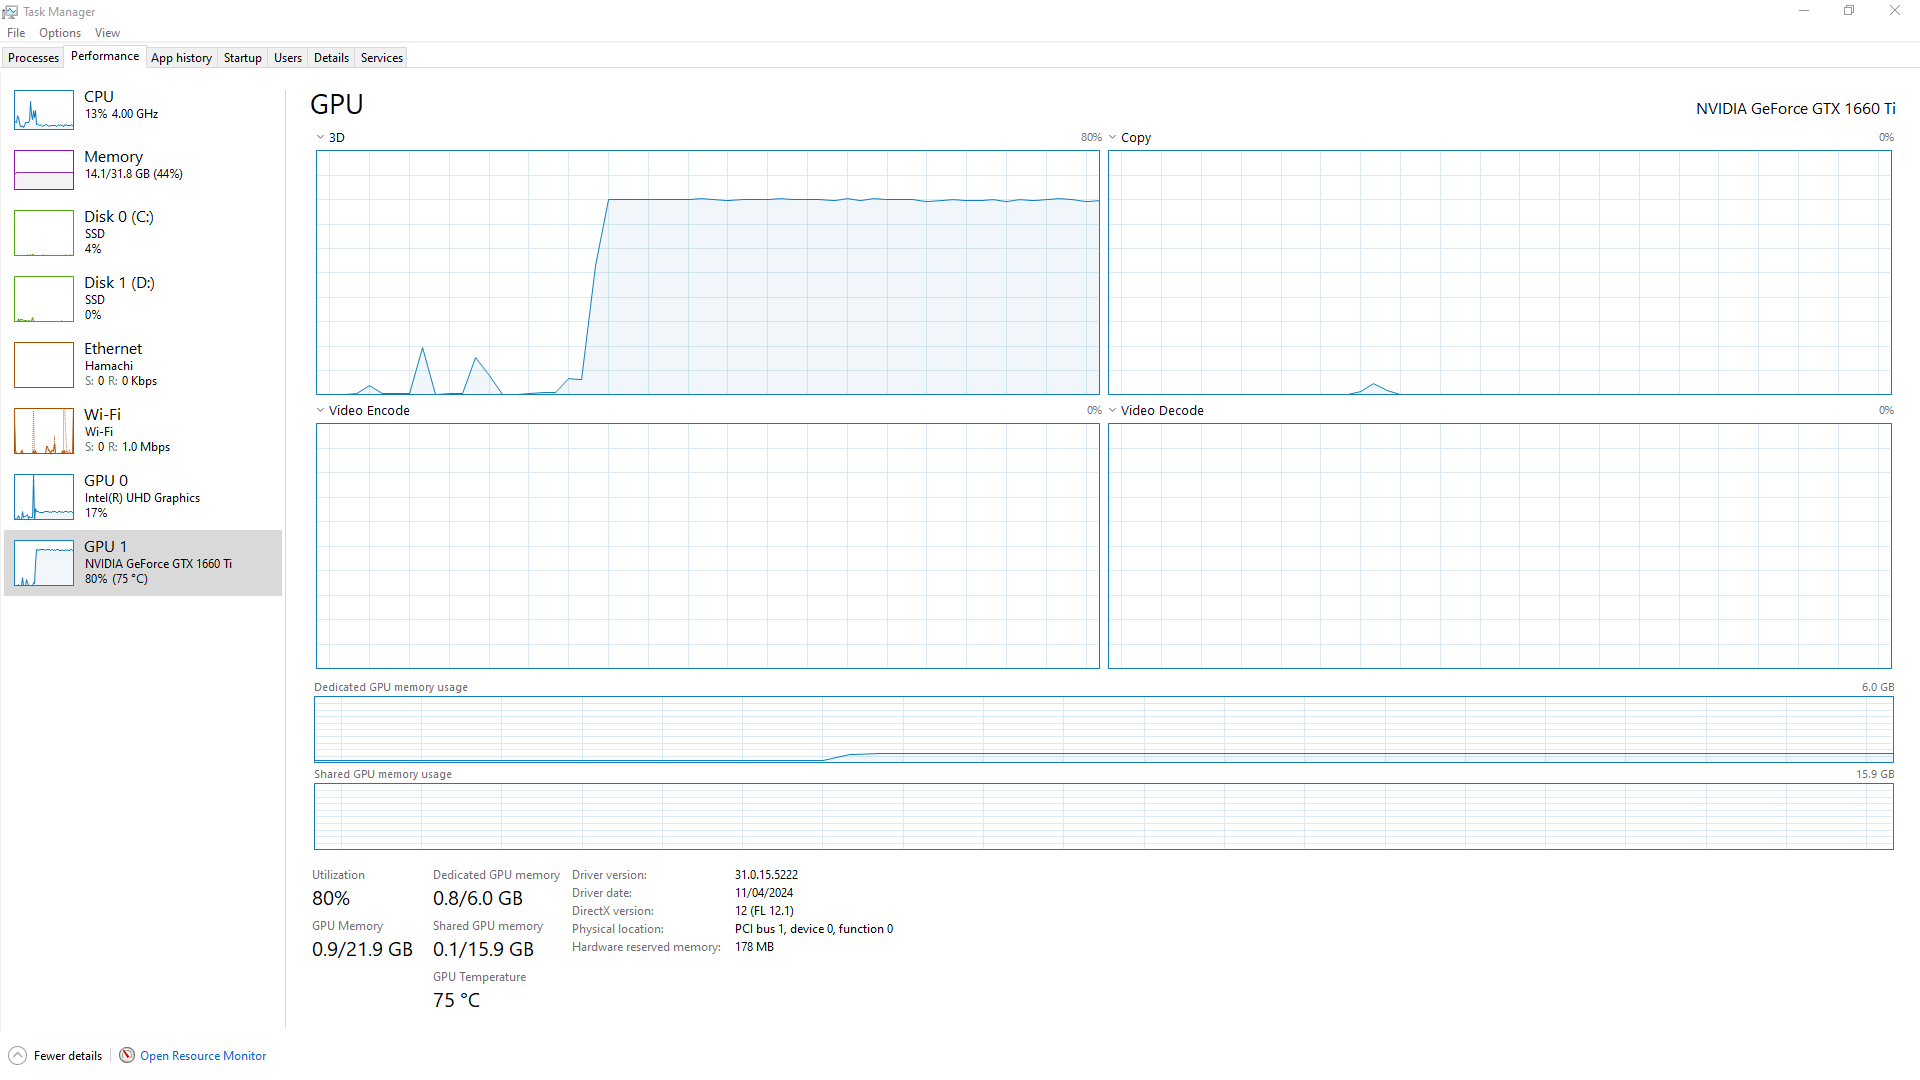 Task Manager
File Options View
Processes Performance App history Startup Users Details Services
CPU
13% 4.00 GHz
Memory
14.1/31.8 GB (44%)
Disk 0 (C:)
SSD
4%
Disk 1 (D:)
SSD
0%
Ethernet
Hamachi
S: 0 R: 0 Kbps
Wi-Fi
Wi-Fi
S: 0 R: 1.0 Mbps
GPU 0
Intel(R) UHD Graphics
17%
GPU 1
NVIDIA GeForce GTX 1660 Ti
80% (75 °C)
GPU
NVIDIA GeForce GTX 1660 Ti
3D 80%
Copy 0%
Video Encode 0%
Video Decode 0%
Dedicated GPU memory usage 6.0 GB
Shared GPU memory usage 15.9 GB
Utilization
80%
Dedicated GPU memory
0.8/6.0 GB
GPU Memory
0.9/21.9 GB
Shared GPU memory
0.1/15.9 GB
GPU Temperature
75 °C
Driver version: 31.0.15.5222
Driver date: 11/04/2024
DirectX version: 12 (FL 12.1)
Physical location: PCI bus 1, device 0, function 0
Hardware reserved memory: 178 MB
Fewer details
Open Resource Monitor